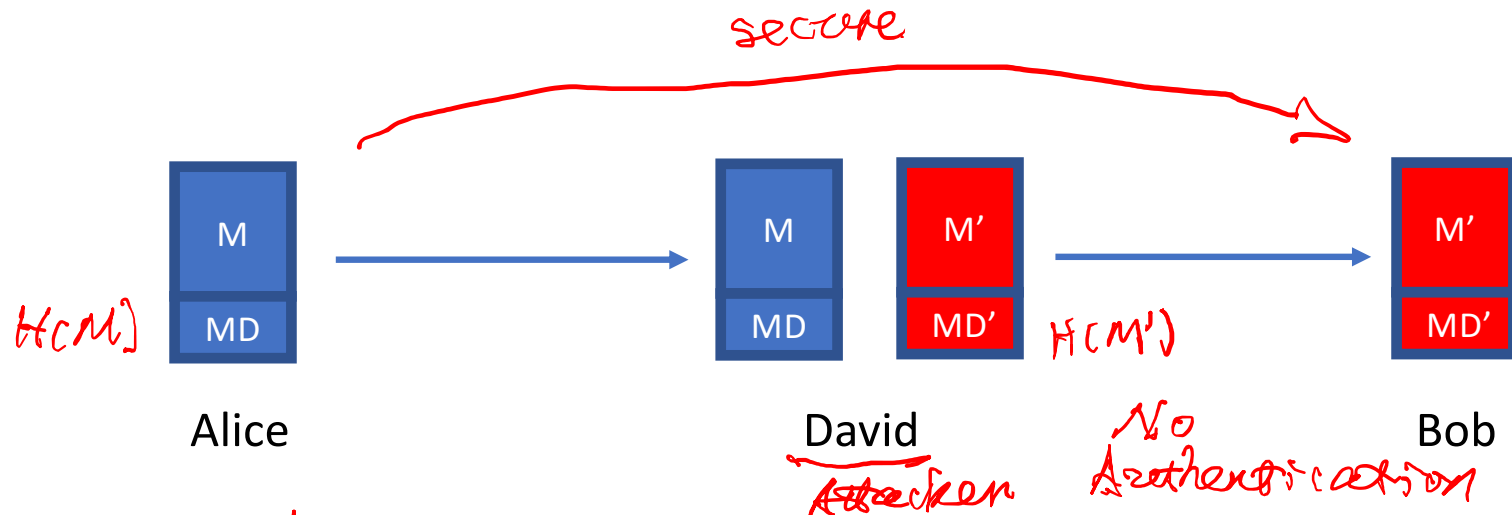 secure
M
M
M'
M'
H(M)
MD
MD
MD'
H(M')
MD'
Alice
David
Bob
Attacker
No
Authentication